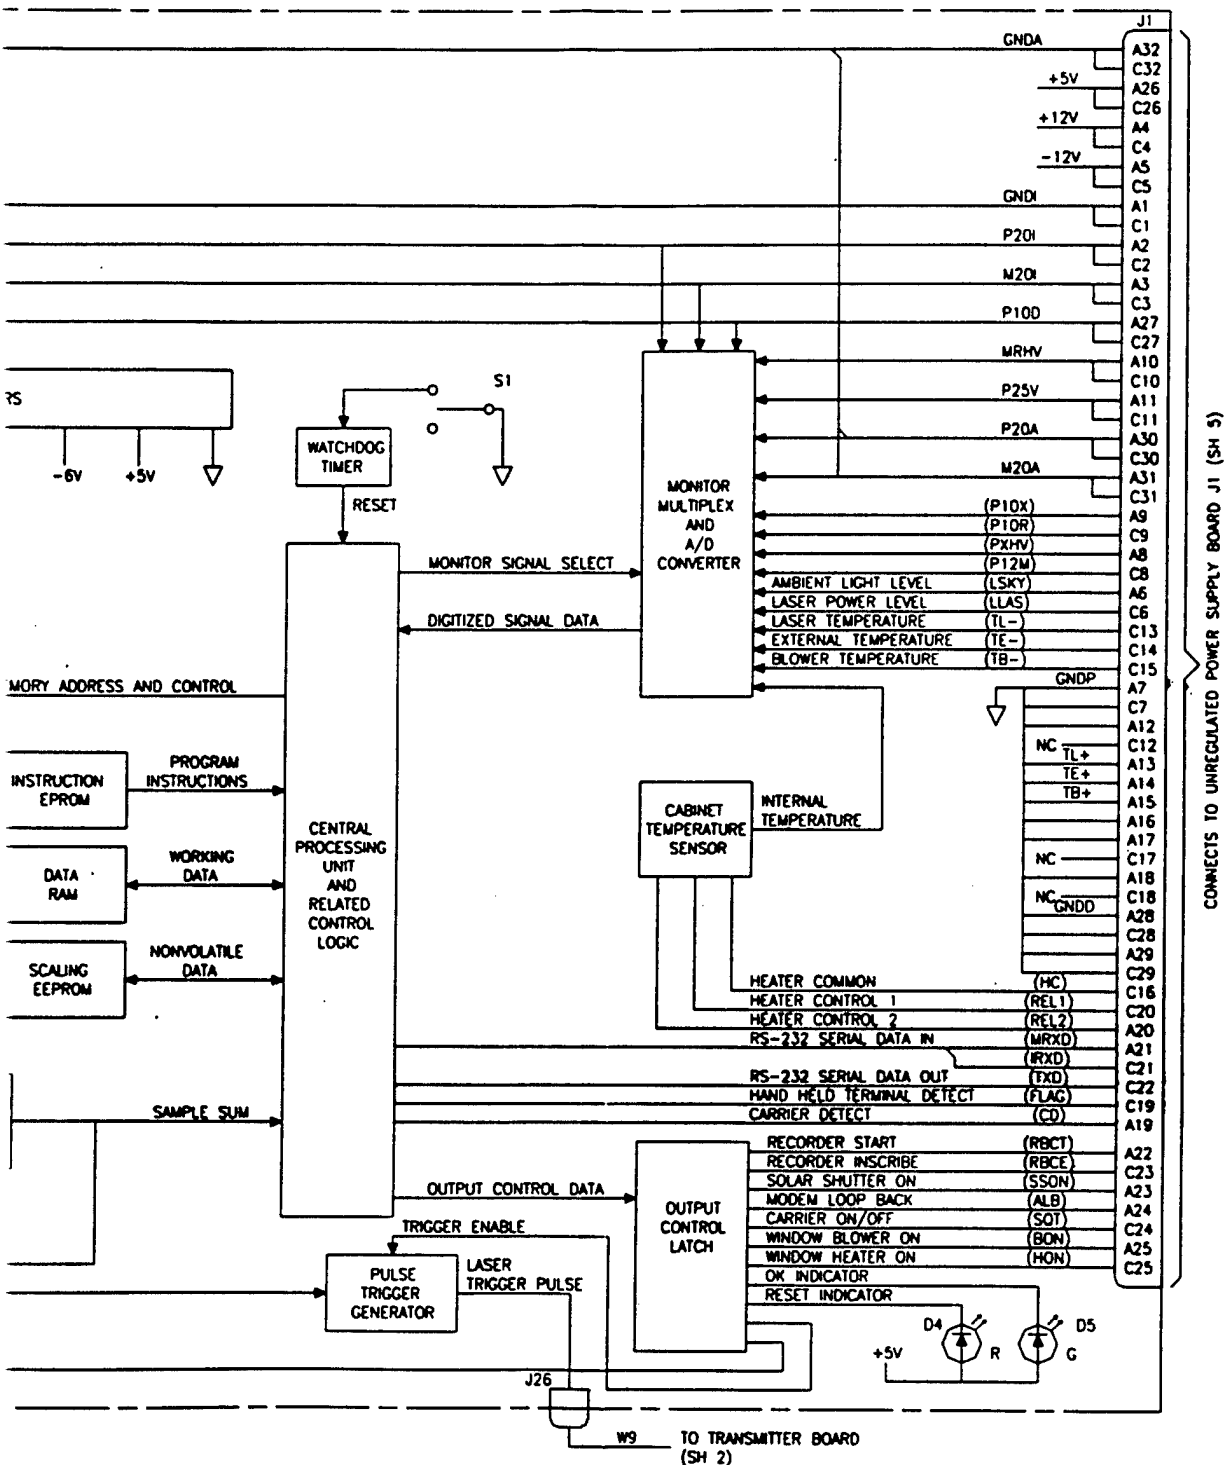 J1
GNDA A32
C32
+5V A26
C26
+12V A4
C4
-12V A5
C5
GNDI A1
C1
P20I A2
C2
M20I A3
C3
P10D A27
C27
MRHV A10
C10
P25V A11
C11
P20A A30
C30
M20A A31
C31
(P10X) A9
(P10R) C9
(PXHV) A8
(P12M) C8
AMBIENT LIGHT LEVEL (LSKY) A6
LASER POWER LEVEL (LLAS) C6
LASER TEMPERATURE (TL-) C13
EXTERNAL TEMPERATURE (TE-) C14
BLOWER TEMPERATURE (TB-) C15
GNDP A7
C7
A12
NC C12
TL+ A13
TE+ A14
TB+ A15
A16
A17
NC C17
A18
NC C18
GNDD A28
C28
A29
C29
HEATER COMMON (HC) C16
HEATER CONTROL 1 (REL1) C20
HEATER CONTROL 2 (REL2) A20
RS-232 SERIAL DATA IN (MRXD) A21
(IRXD) C21
RS-232 SERIAL DATA OUT (TXD) C22
HAND HELD TERMINAL DETECT (FLAG) C19
CARRIER DETECT (CD) A19
RECORDER START (RBCT) A22
RECORDER INSCRIBE (RBCE) C23
SOLAR SHUTTER ON (SSON) A23
MODEM LOOP BACK (ALB) A24
CARRIER ON/OFF (SOT) C24
WINDOW BLOWER ON (BON) A25
WINDOW HEATER ON (HON) C25
OK INDICATOR
RESET INDICATOR
CONNECTS TO UNREGULATED POWER SUPPLY BOARD J1 (SH 5)
RS
-6V +5V
S1
WATCHDOG
TIMER
RESET
MONITOR
MULTIPLEX
AND
A/D
CONVERTER
MONITOR SIGNAL SELECT
DIGITIZED SIGNAL DATA
MORY ADDRESS AND CONTROL
INSTRUCTION
EPROM
PROGRAM
INSTRUCTIONS
DATA
RAM
WORKING
DATA
SCALING
EEPROM
NONVOLATILE
DATA
CENTRAL
PROCESSING
UNIT
AND
RELATED
CONTROL
LOGIC
CABINET
TEMPERATURE
SENSOR
INTERNAL
TEMPERATURE
SAMPLE SUM
OUTPUT CONTROL DATA
OUTPUT
CONTROL
LATCH
TRIGGER ENABLE
PULSE
TRIGGER
GENERATOR
LASER
TRIGGER PULSE
D4 R
D5 G
+5V
J26
W9 TO TRANSMITTER BOARD
(SH 2)